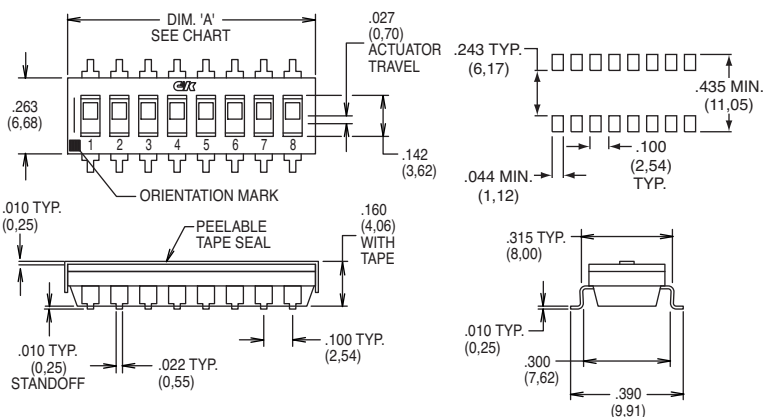 DIM. 'A'
SEE CHART
.027
(0,70)
ACTUATOR
TRAVEL
.263
(6,68)
CK
1 2 3 4 5 6 7 8
.142
(3,62)
ORIENTATION MARK
.243 TYP.
(6,17)
.435 MIN.
(11,05)
.100
(2,54)
TYP.
.044 MIN.
(1,12)
.010 TYP.
(0,25)
PEELABLE
TAPE SEAL
.160
(4,06)
WITH
TAPE
.010 TYP.
(0,25)
STANDOFF
.022 TYP.
(0,55)
.100 TYP.
(2,54)
.315 TYP.
(8,00)
.010 TYP.
(0,25)
.300
(7,62)
.390
(9,91)